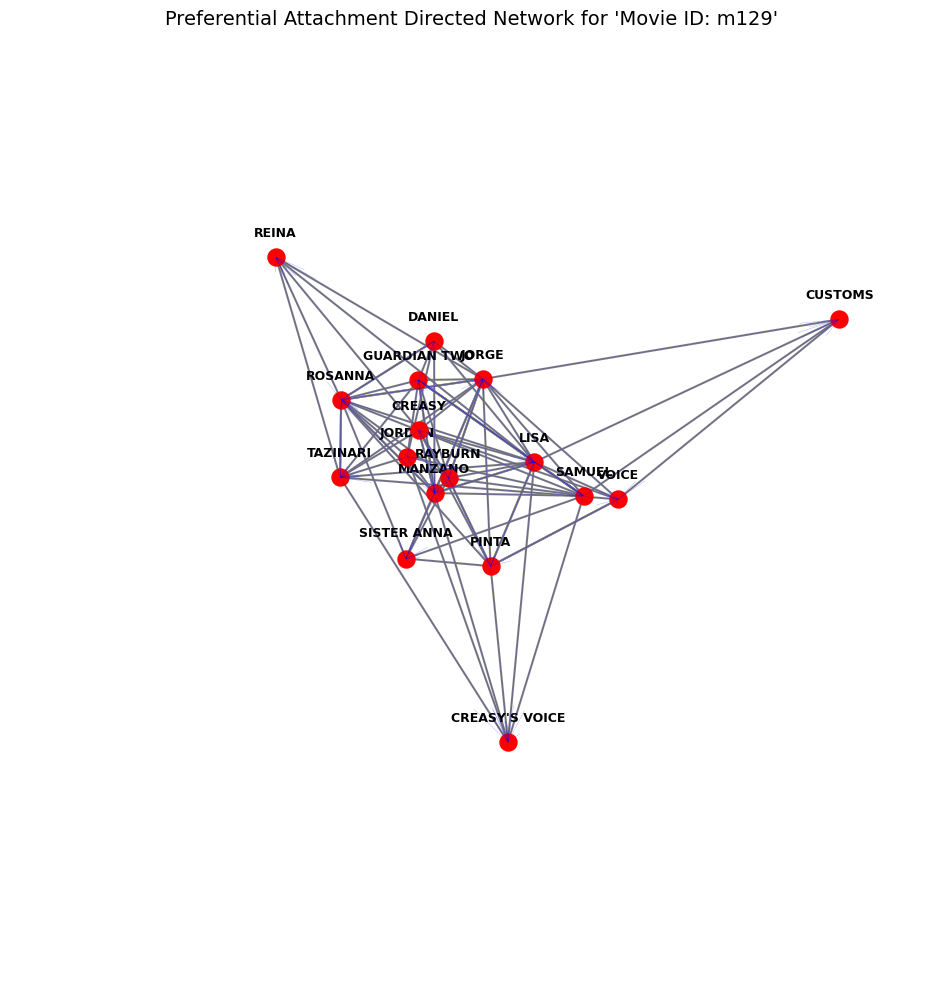 Preferential Attachment Directed Network for 'Movie ID: m129'
REINA
CUSTOMS
DANIEL
GUARDIAN TWO
JORGE
ROSANNA
CREASY
JORDAN
LISA
TAZINARI
RAYBURN
MANZANO
SAMUEL
VOICE
SISTER ANNA
PINTA
CREASY'S VOICE